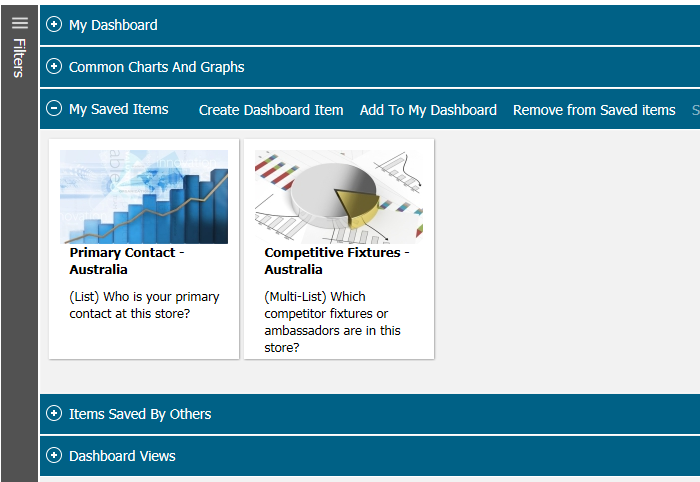 Filters
My Dashboard
Common Charts And Graphs
My Saved Items Create Dashboard Item Add To My Dashboard Remove from Saved items
Primary Contact -
Australia
(List) Who is your primary
contact at this store?
Competitive Fixtures -
Australia
(Multi-List) Which
competitor fixtures or
ambassadors are in this
store?
Items Saved By Others
Dashboard Views